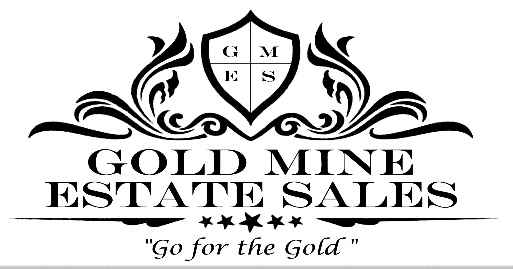 G M
E S
GOLD MINE
ESTATE SALES
"Go for the Gold "